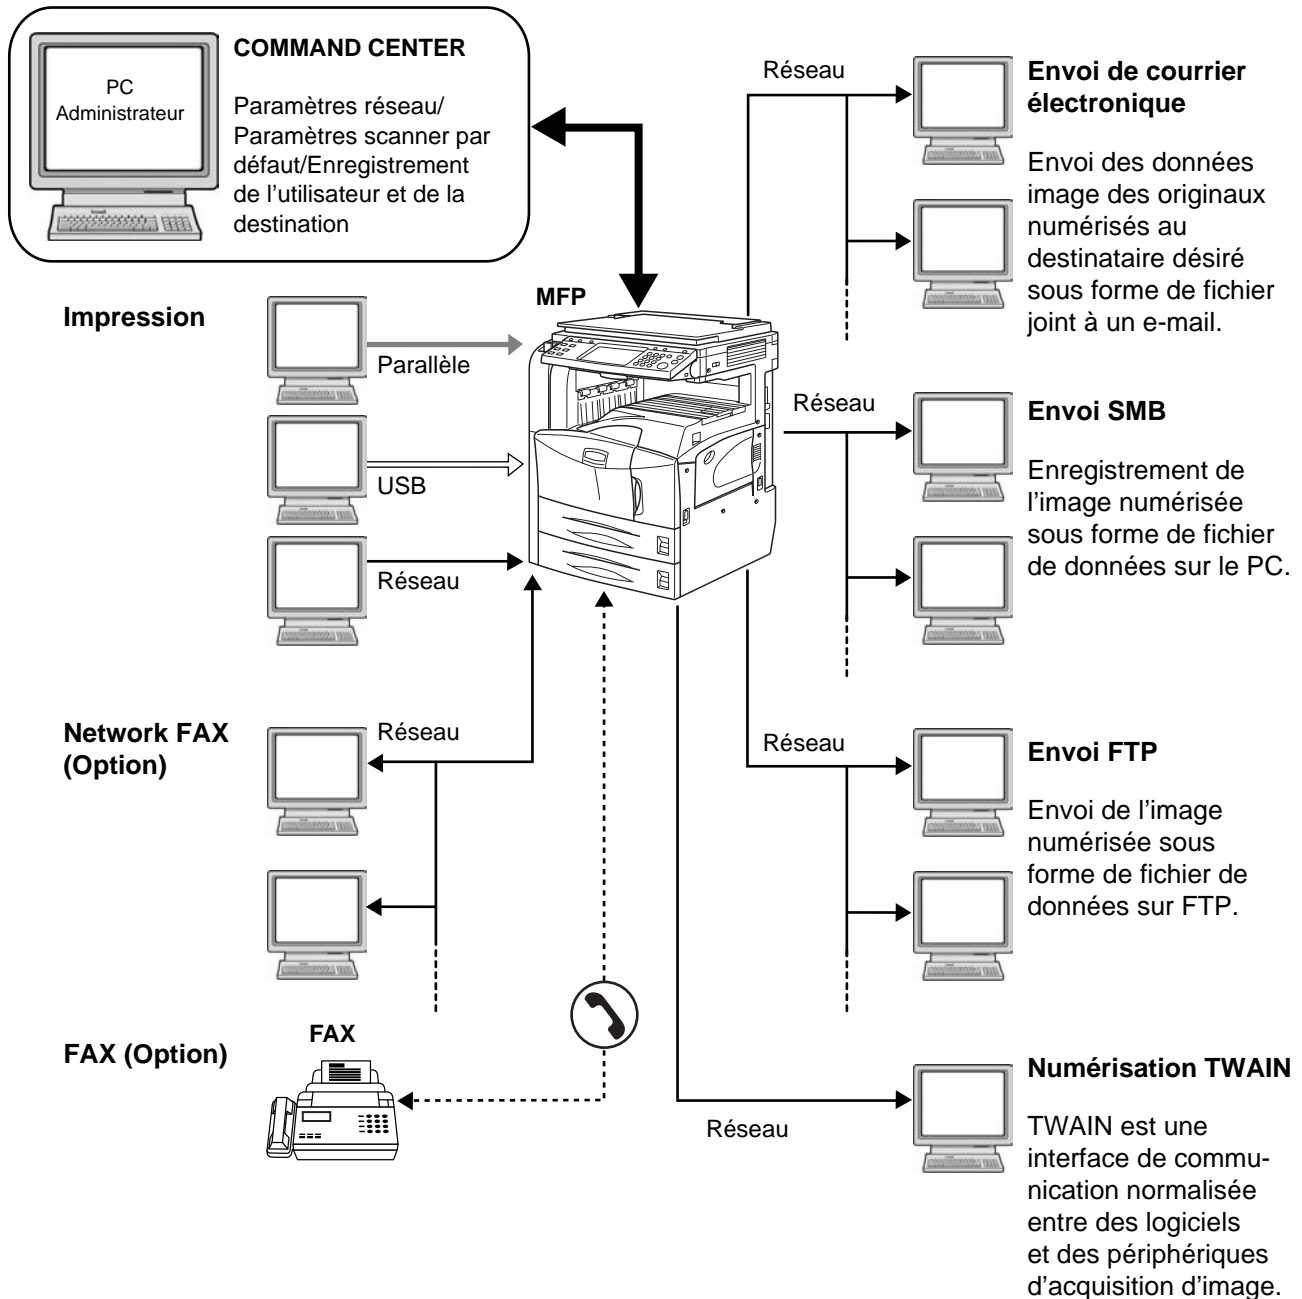 PC
Administrateur
COMMAND CENTER
Paramètres réseau/
Paramètres scanner par
défaut/Enregistrement
de l’utilisateur et de la
destination
Réseau
Envoi de courrier
électronique
Envoi des données
image des originaux
numérisés au
destinataire désiré
sous forme de fichier
joint à un e-mail.
MFP
Impression
Parallèle
USB
Réseau
Réseau
Envoi SMB
Enregistrement de
l’image numérisée
sous forme de fichier
de données sur le PC.
Network FAX
(Option)
Réseau
Réseau
Envoi FTP
Envoi de l’image
numérisée sous
forme de fichier de
données sur FTP.
FAX (Option)
FAX
Réseau
Numérisation TWAIN
TWAIN est une
interface de commu-
nication normalisée
entre des logiciels
et des périphériques
d’acquisition d’image.